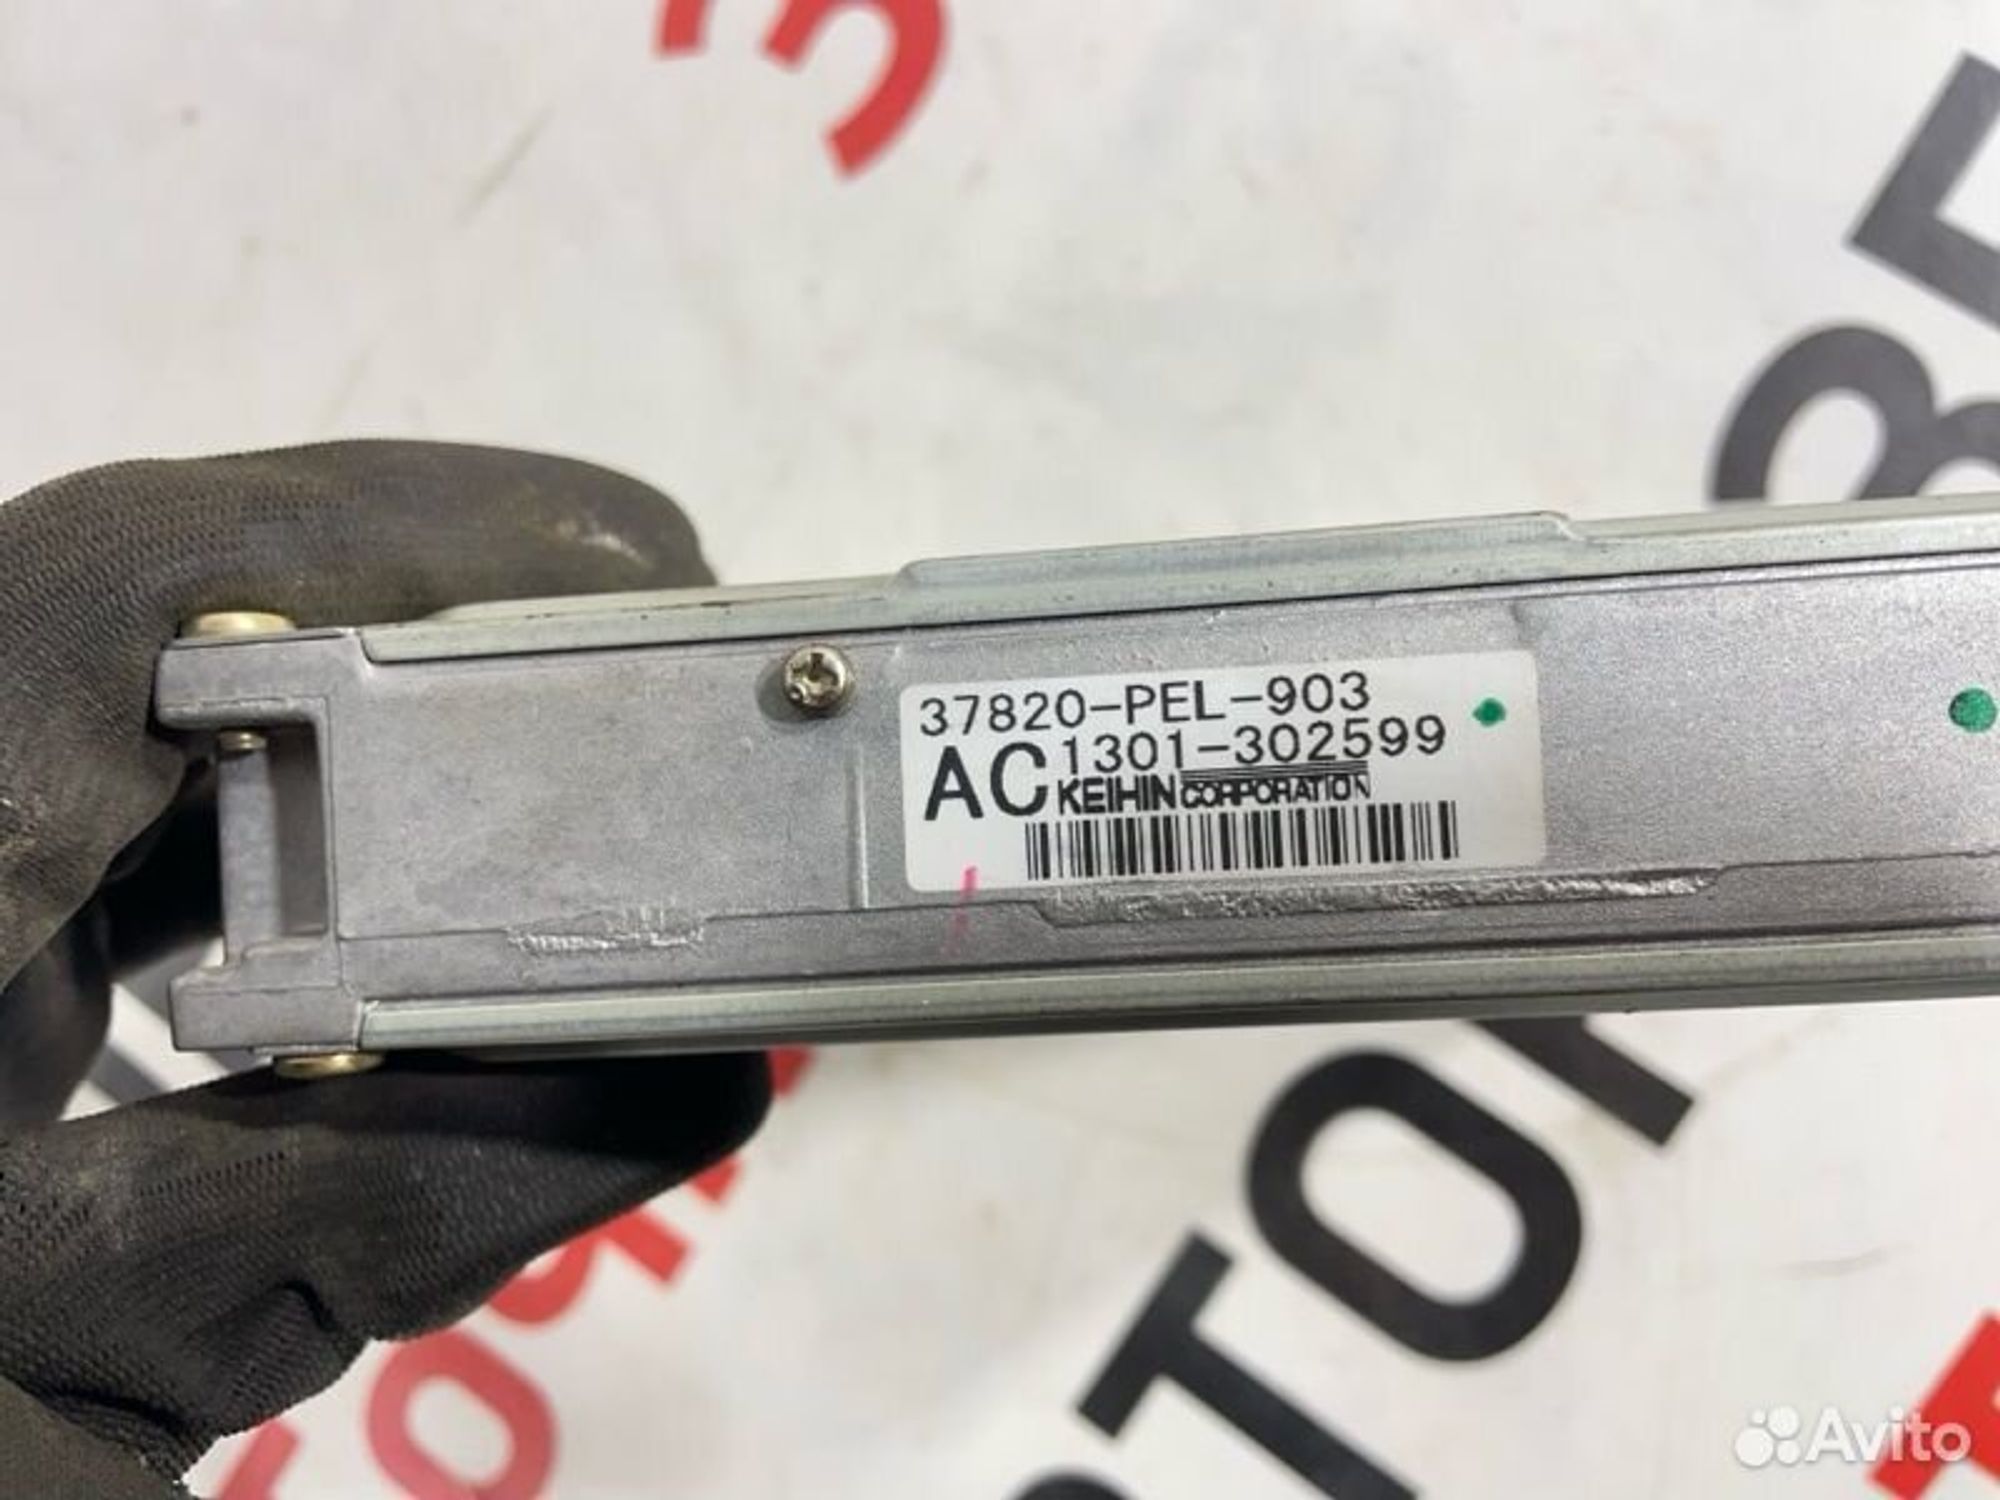 37820-PEL-903
AC 1301-302599
KEIHIN CORPORATION
Avito